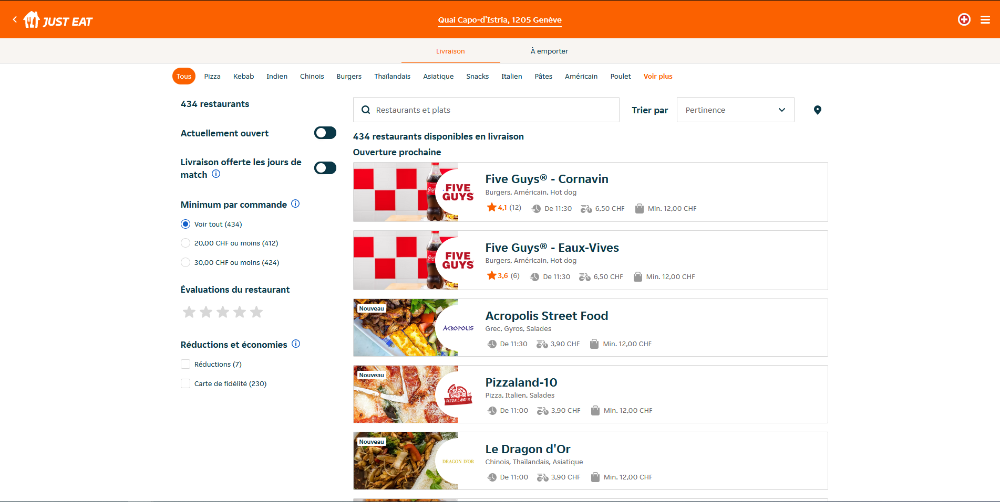 JUST EAT
Quai Capo-d'Istria, 1205 Genève
Livraison
À emporter
Tous Pizza Kebab Indien Chinois Burgers Thaïlandais Asiatique Snacks Italien Pâtes Américain Poulet Voir plus
434 restaurants
Actuellement ouvert
Livraison offerte les jours de
match
Minimum par commande
Voir tout (434)
20,00 CHF ou moins (412)
30,00 CHF ou moins (424)
Évaluations du restaurant
Réductions et économies
Réductions (7)
Carte de fidélité (230)
Restaurants et plats
Trier par
Pertinence
434 restaurants disponibles en livraison
Ouverture prochaine
FIVE
GUYS
Five Guys® - Cornavin
Burgers, Américain, Hot dog
4,1 (12) De 11:30 6,50 CHF Min. 12,00 CHF
FIVE
GUYS
Five Guys® - Eaux-Vives
Burgers, Américain, Hot dog
3,6 (6) De 11:30 6,50 CHF Min. 12,00 CHF
Nouveau
ACROPOLIS
Acropolis Street Food
Grec, Gyros, Salades
De 11:30 3,90 CHF Min. 12,00 CHF
Nouveau
PIZZA LAND 10
Pizzaland-10
Pizza, Italien, Salades
De 11:00 3,90 CHF Min. 12,00 CHF
Nouveau
DRAGON D'OR
Le Dragon d'Or
Chinois, Thaïlandais, Asiatique
De 11:00 3,90 CHF Min. 12,00 CHF